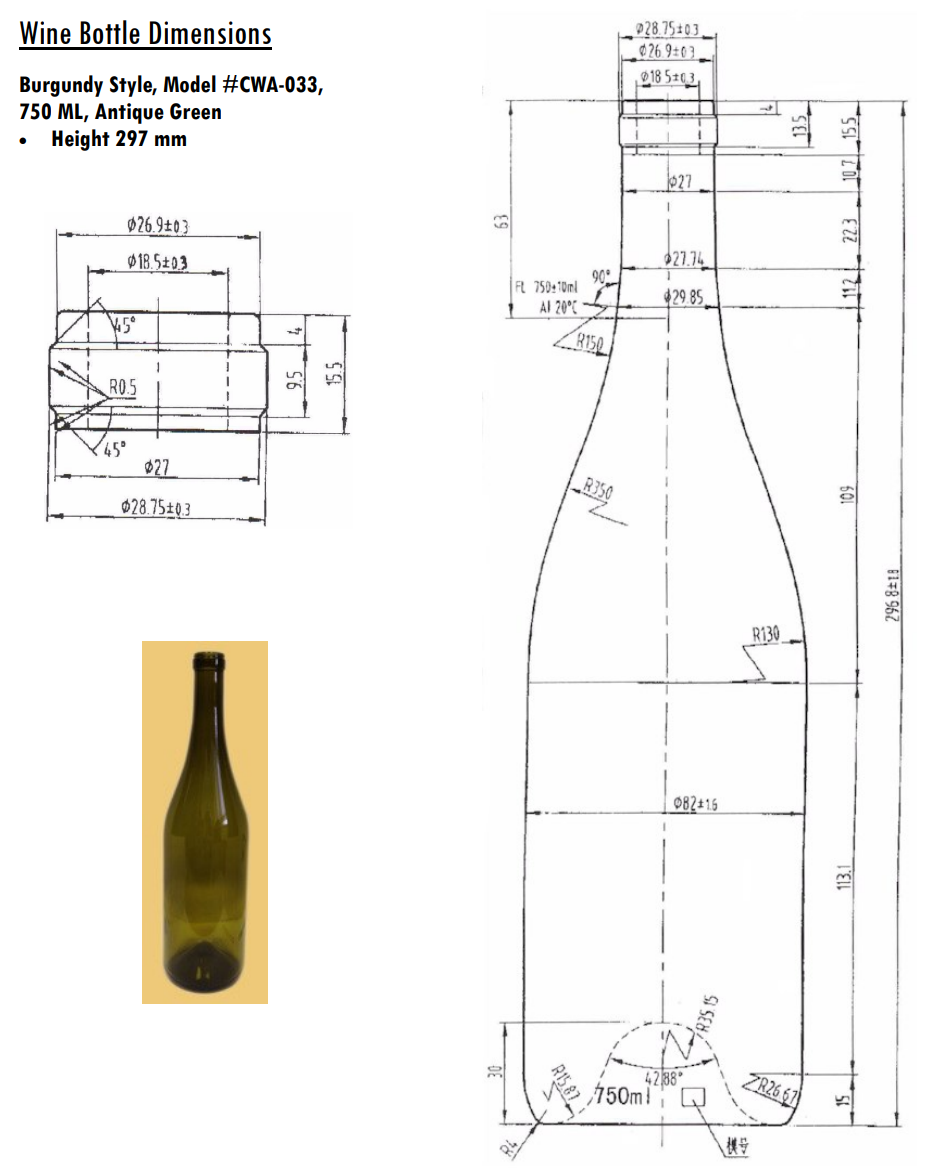 Wine Bottle Dimensions
Burgundy Style, Model #CWA-033,
750 ML, Antique Green
• Height 297 mm
Ø26.9±0.3
Ø18.5±0.3
45°
4
R0.5
9.5
15.5
45°
Ø27
Ø28.75±0.3
Ø28.75±0.3
Ø26.9±0.3
Ø18.5±0.3
4
13.5
15.5
10.7
Ø27
63
22.3
Ø27.74
90°
FL 750±10ml
11.2
Ø29.85
At 20°C
R150
R350
109
296.8±1.8
R130
Ø82±1.6
113.1
R35.15
30
42.88°
R15.87
750ml
R26.67
15
R4
模号